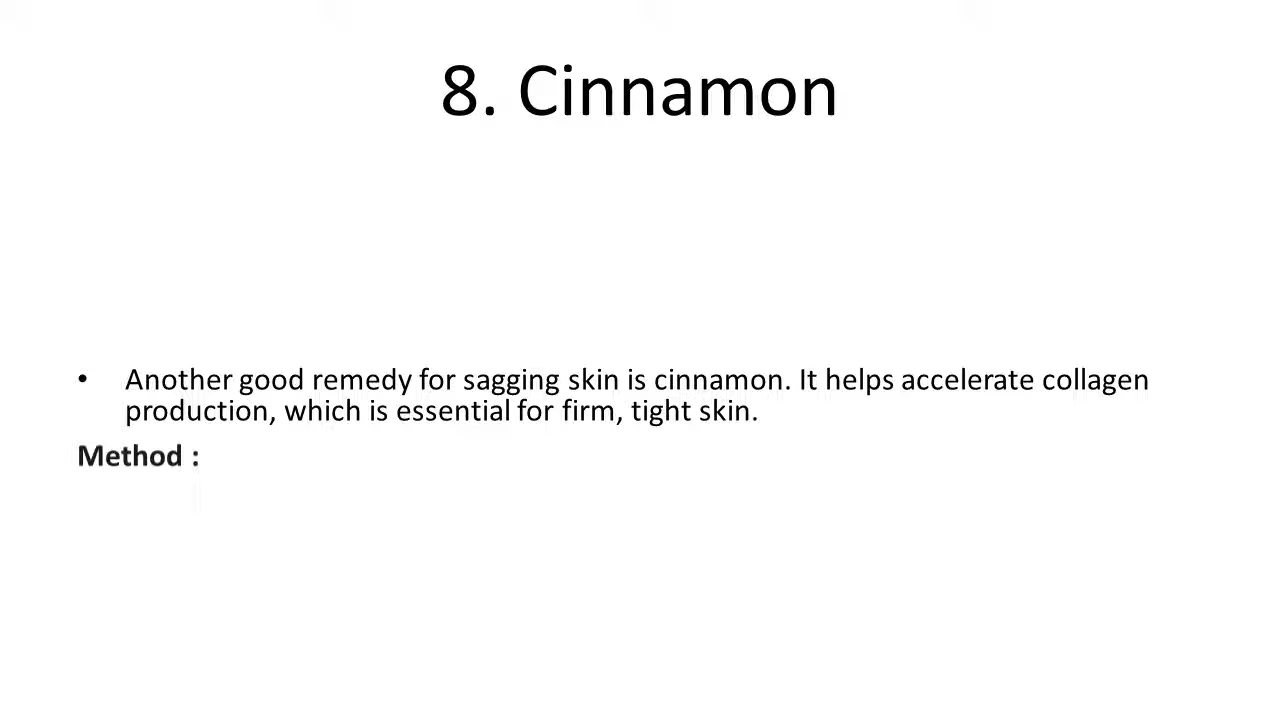 8. Cinnamon
• Another good remedy for sagging skin is cinnamon. It helps accelerate collagen
production, which is essential for firm, tight skin.
Method :